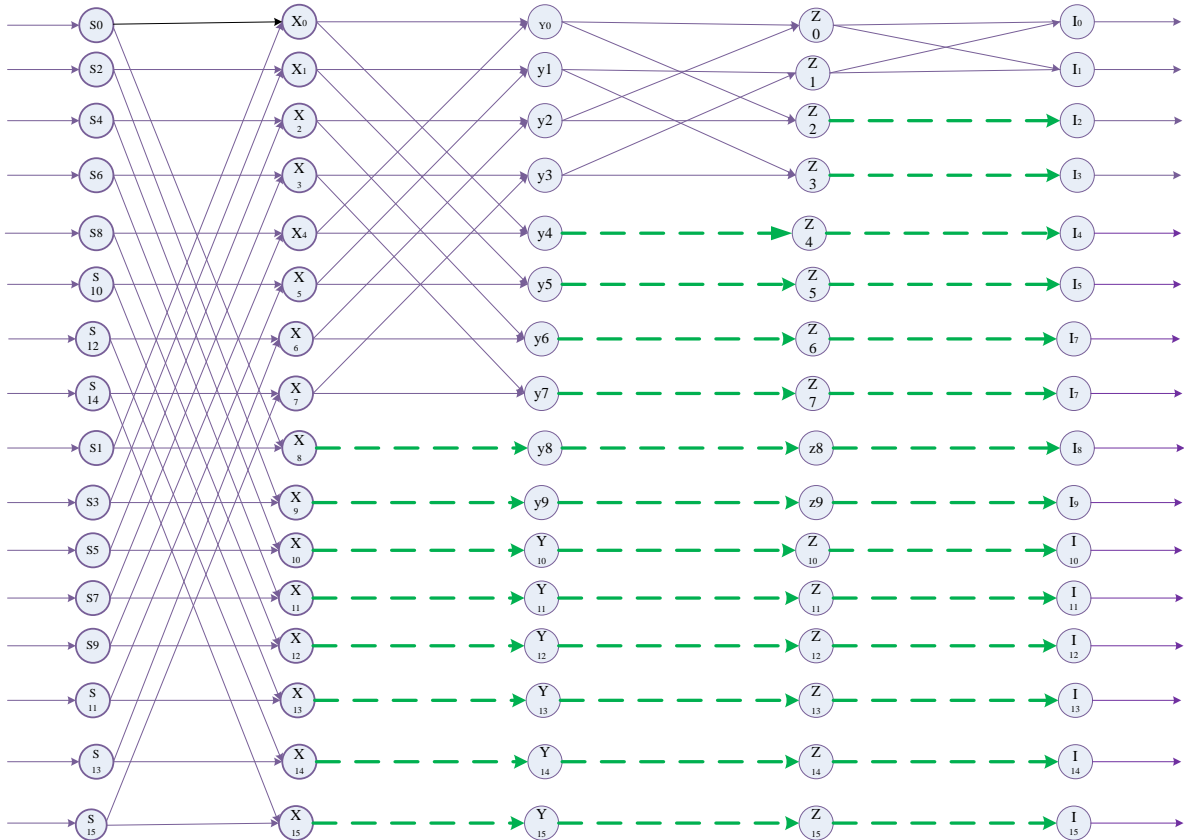 S0 X0 Y0 Z 0 I0
S2 X1 y1 Z 1 I1
S4 X 2 y2 Z 2 I2
S6 X 3 y3 Z 3 I3
S8 X4 y4 Z 4 I4
S 10 X 5 y5 Z 5 I5
S 12 X 6 y6 Z 6 I7
S 14 X 7 y7 Z 7 I7
S1 X 8 y8 z8 I8
S3 X 9 y9 z9 I9
S5 X 10 Y 10 Z 10 I 10
S7 X 11 Y 11 Z 11 I 11
S9 X 12 Y 12 Z 12 I 12
S 11 X 13 Y 13 Z 13 I 13
S 13 X 14 Y 14 Z 14 I 14
S 15 X 15 Y 15 Z 15 I 15